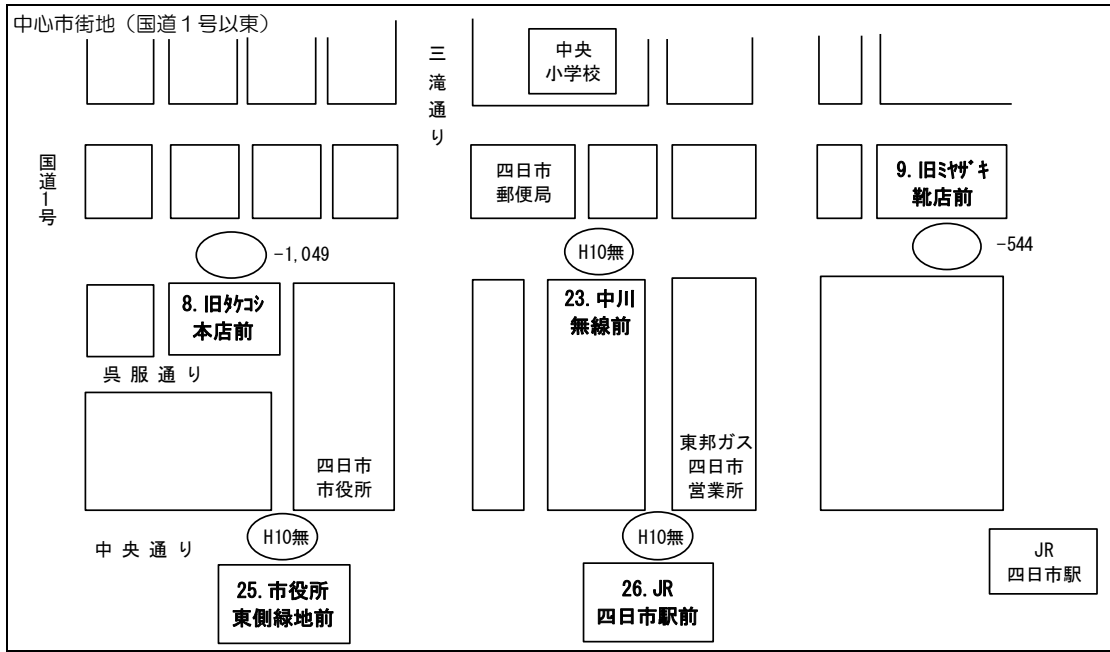 中心市街地（国道１号以東）
三滝通り
中央
小学校
国道1号
四日市
郵便局
9. 旧ﾐﾔｻﾞｷ
靴店前
-1,049
H10無
-544
8. 旧ﾀｹｺｼ
本店前
23. 中川
無線前
呉服通り
四日市
市役所
東邦ガス
四日市
営業所
中央通り
H10無
H10無
JR
四日市駅
25. 市役所
東側緑地前
26. JR
四日市駅前